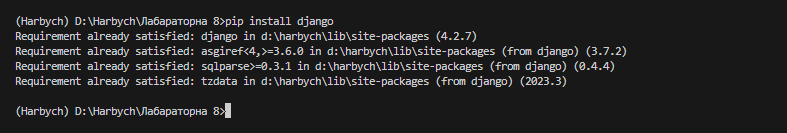 (Harbych) D:\Harbych\Лабараторна 8>pip install django
Requirement already satisfied: django in d:\harbych\lib\site-packages (4.2.7)
Requirement already satisfied: asgiref<4,>=3.6.0 in d:\harbych\lib\site-packages (from django) (3.7.2)
Requirement already satisfied: sqlparse>=0.3.1 in d:\harbych\lib\site-packages (from django) (0.4.4)
Requirement already satisfied: tzdata in d:\harbych\lib\site-packages (from django) (2023.3)
(Harbych) D:\Harbych\Лабараторна 8>